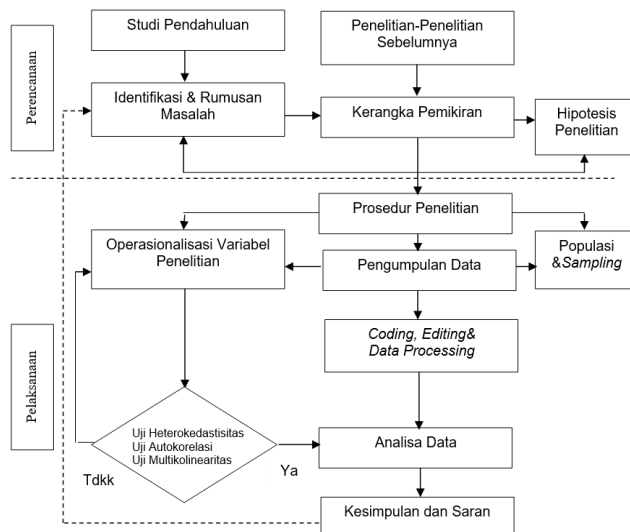 Studi Pendahuluan
Penelitian-Penelitian
Sebelumnya
Perencanaan
Identifikasi & Rumusan
Masalah
Kerangka Pemikiran
Hipotesis
Penelitian
Prosedur Penelitian
Operasionalisasi Variabel
Penelitian
Pengumpulan Data
Populasi
&Sampling
Coding, Editing&
Data Processing
Pelaksanaan
Uji Heterokedastisitas
Uji Autokorelasi
Uji Multikolinearitas
Tdkk
Ya
Analisa Data
Kesimpulan dan Saran